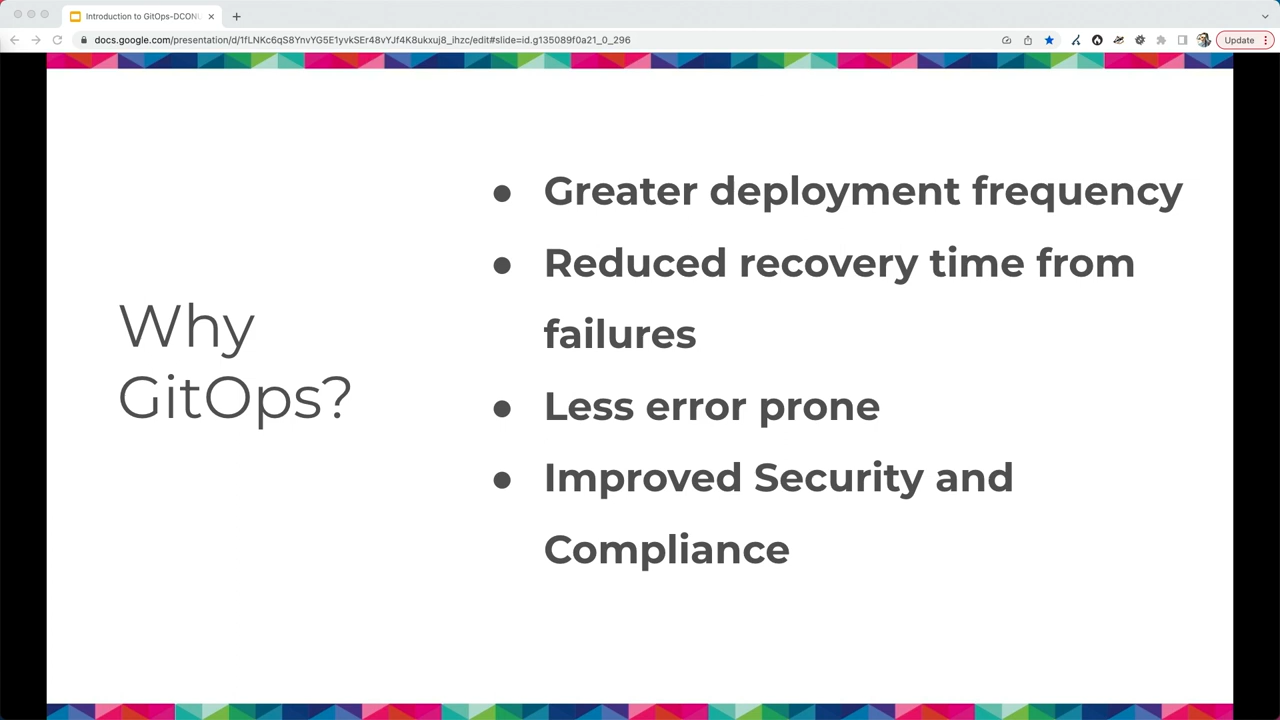 Introduction to GitOps-DCON
docs.google.com/presentation/d/1fLNKc6qS8YnvYG5E1yvkSEr48vYJf4K8ukxuj8_ihzc/edit#slide=id.g135089f0a21_0_296
Update
Why
GitOps?
● Greater deployment frequency
● Reduced recovery time from
failures
● Less error prone
● Improved Security and
Compliance